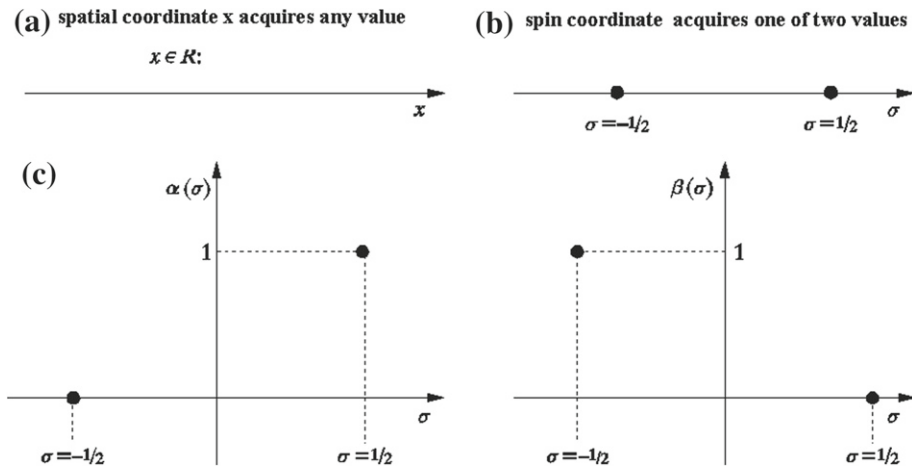 (a) spatial coordinate x acquires any value
x ∈ R:
x
(b) spin coordinate acquires one of two values
σ=−1/2
σ=1/2
σ
(c)
α(σ)
1
σ
σ=−1/2
σ=1/2
β(σ)
1
σ
σ=−1/2
σ=1/2